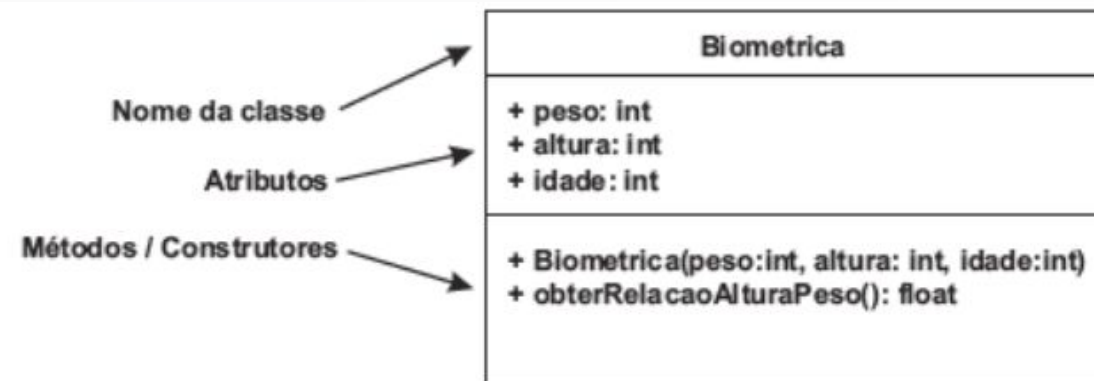 Biometrica
Nome da classe
+ peso: int
+ altura: int
Atributos
+ idade: int
Métodos / Construtores
+ Biometrica(peso:int, altura: int, idade:int)
+ obterRelacaoAlturaPeso(): float